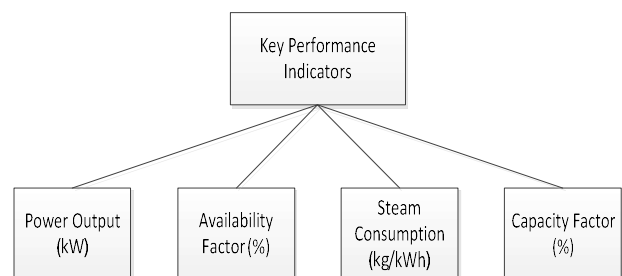 Key Performance
Indicators
Power Output
(kW)
Availability
Factor (%)
Steam
Consumption
(kg/kWh)
Capacity Factor
(%)